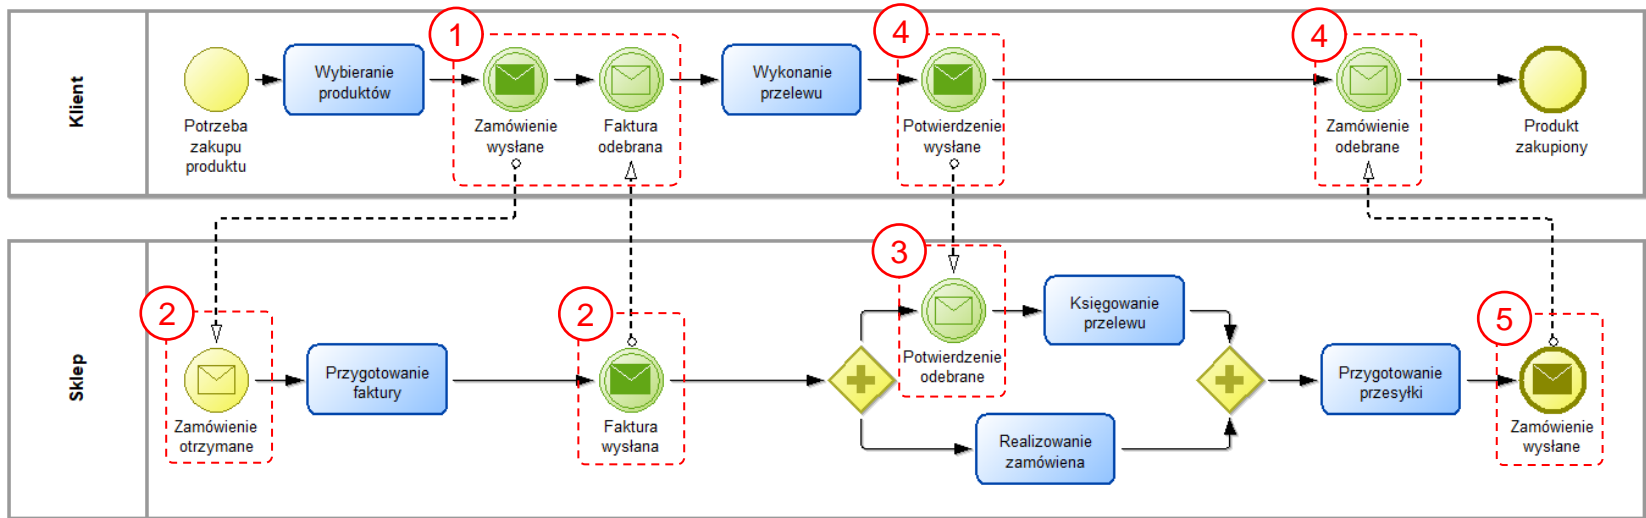 Klient
Potrzeba
zakupu
produktu
Wybieranie
produktów
1
Zamówienie
wysłane
Faktura
odebrana
Wykonanie
przelewu
4
Potwierdzenie
wysłane
4
Zamówienie
odebrane
Produkt
zakupiony
Sklep
2
Zamówienie
otrzymane
Przygotowanie
faktury
2
Faktura
wysłana
3
Potwierdzenie
odebrane
Księgowanie
przelewu
Realizowanie
zamówiena
Przygotowanie
przesyłki
5
Zamówienie
wysłane